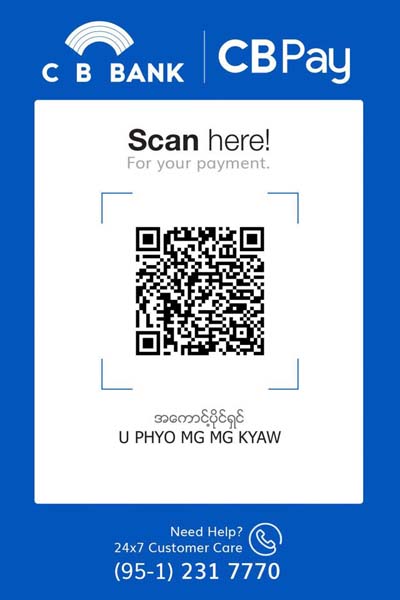 C B BANK
CBPay
Scan here!
For your payment.
အကောင့်ပိုင်ရှင်
U PHYO MG MG KYAW
Need Help?
24x7 Customer Care
(95-1) 231 7770